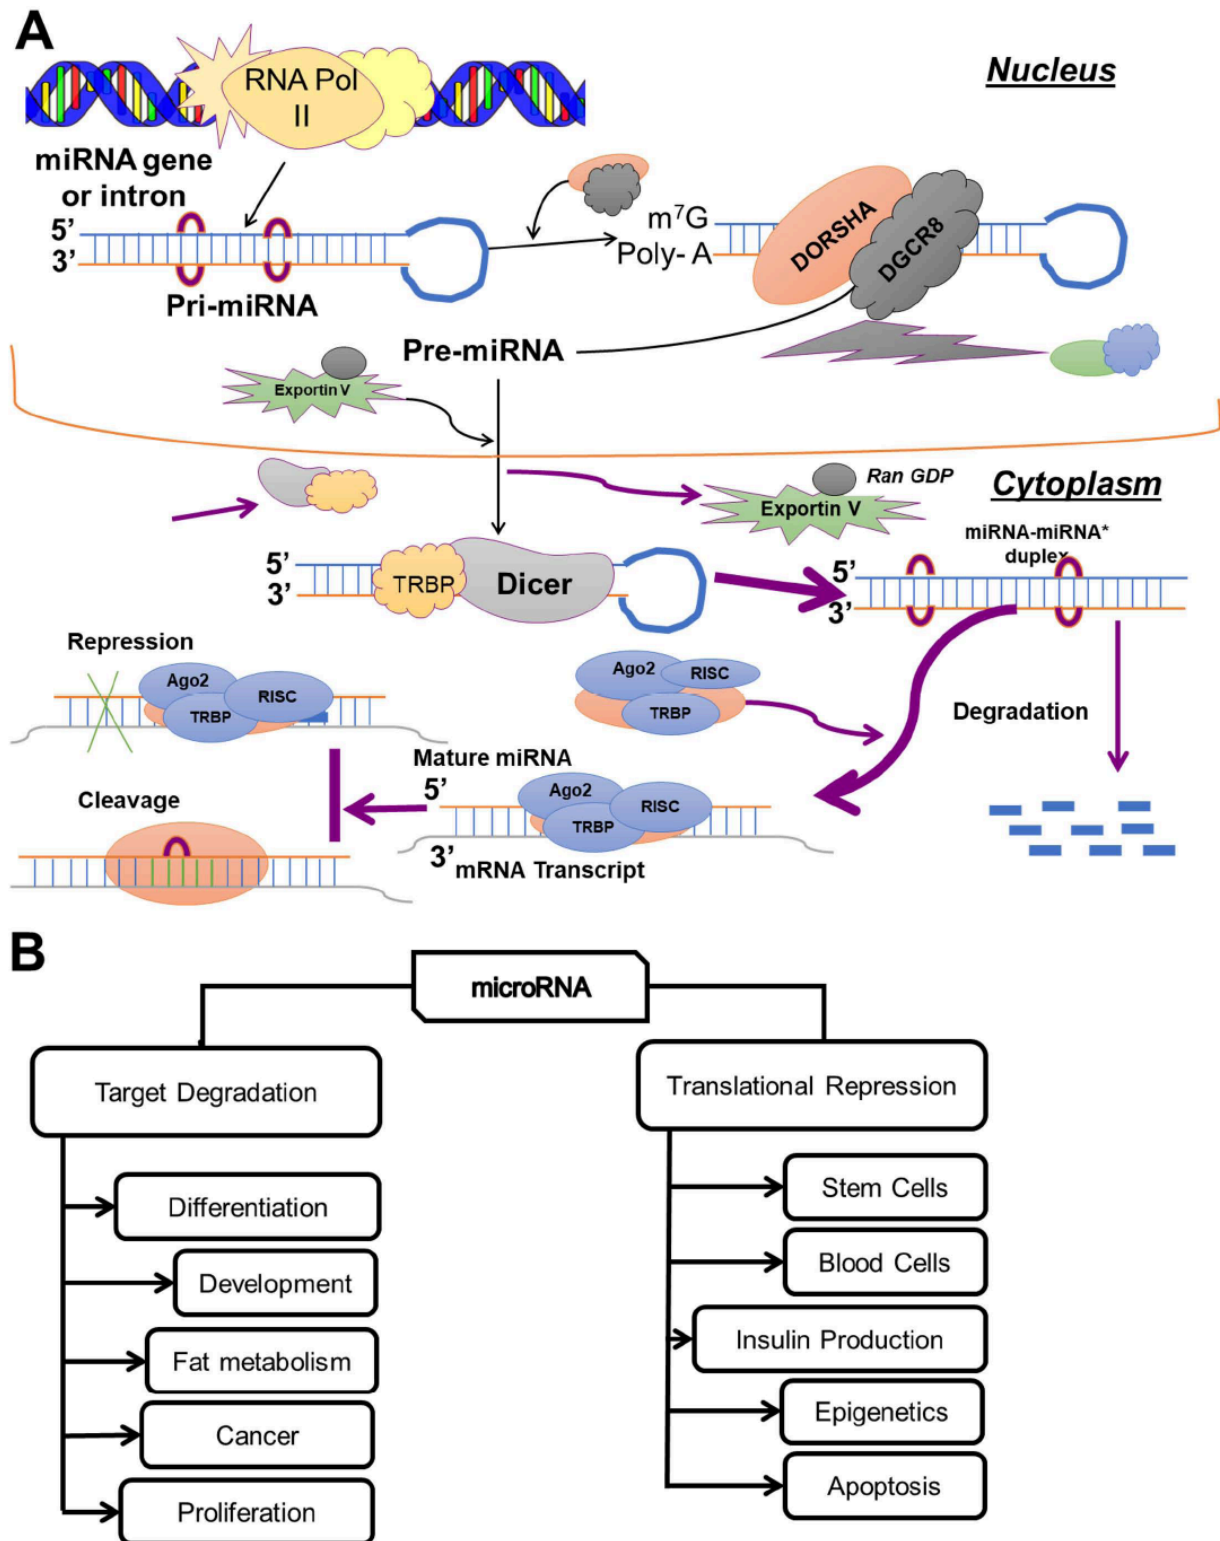 A
RNA Pol
II
Nucleus
miRNA gene
or intron
5’
3’
Pri-miRNA
m⁷G
Poly- A
DORSHA
DGCR8
Pre-miRNA
Exportin V
Ran GDP
Exportin V
Cytoplasm
miRNA-miRNA*
duplex
5’
3’
TRBP
Dicer
5’
3’
Repression
Ago2
RISC
TRBP
Ago2
RISC
TRBP
Degradation
Mature miRNA
5’
Ago2
RISC
TRBP
3’
mRNA Transcript
Cleavage
B
microRNA
Target Degradation
Differentiation
Development
Fat metabolism
Cancer
Proliferation
Translational Repression
Stem Cells
Blood Cells
Insulin Production
Epigenetics
Apoptosis